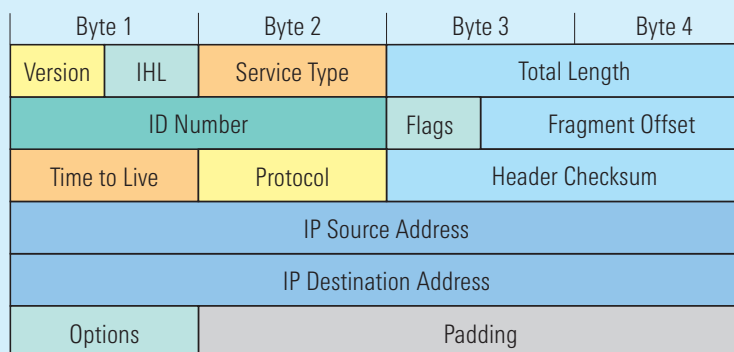 Byte 1 Byte 2 Byte 3 Byte 4
Version IHL Service Type Total Length
ID Number Flags Fragment Offset
Time to Live Protocol Header Checksum
IP Source Address
IP Destination Address
Options Padding